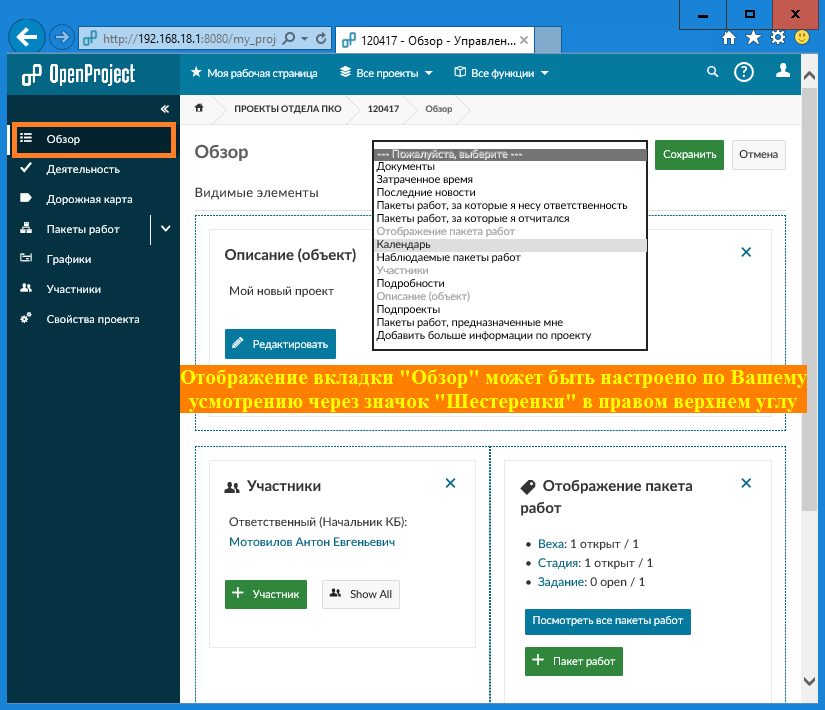 http://192.168.18.1:8080/my_proj
120417 - Обзор - Управлен...
OpenProject
Моя рабочая страница
Все проекты
Все функции
«
ПРОЕКТЫ ОТДЕЛА ПКО
120417
Обзор
Обзор
Деятельность
Дорожная карта
Пакеты работ
Графики
Участники
Свойства проекта
Обзор
--- Пожалуйста, выберите ---
Документы
Затраченное время
Последние новости
Пакеты работ, за которые я несу ответственность
Пакеты работ, за которые я отчитался
Отображение пакета работ
Календарь
Наблюдаемые пакеты работ
Участники
Подробности
Описание (объект)
Подпроекты
Пакеты работ, предназначенные мне
Добавить больше информации по проекту
Сохранить
Отмена
Видимые элементы
Описание (объект)
Мой новый проект
Редактировать
Отображение вкладки "Обзор" может быть настроено по Вашему
усмотрению через значок "Шестеренки" в правом верхнем углу
Участники
Ответственный (Начальник КБ):
Мотовилов Антон Евгеньевич
+ Участник
Show All
Отображение пакета
работ
• Веха: 1 открыт / 1
• Стадия: 1 открыт / 1
• Задание: 0 open / 1
Посмотреть все пакеты работ
+ Пакет работ